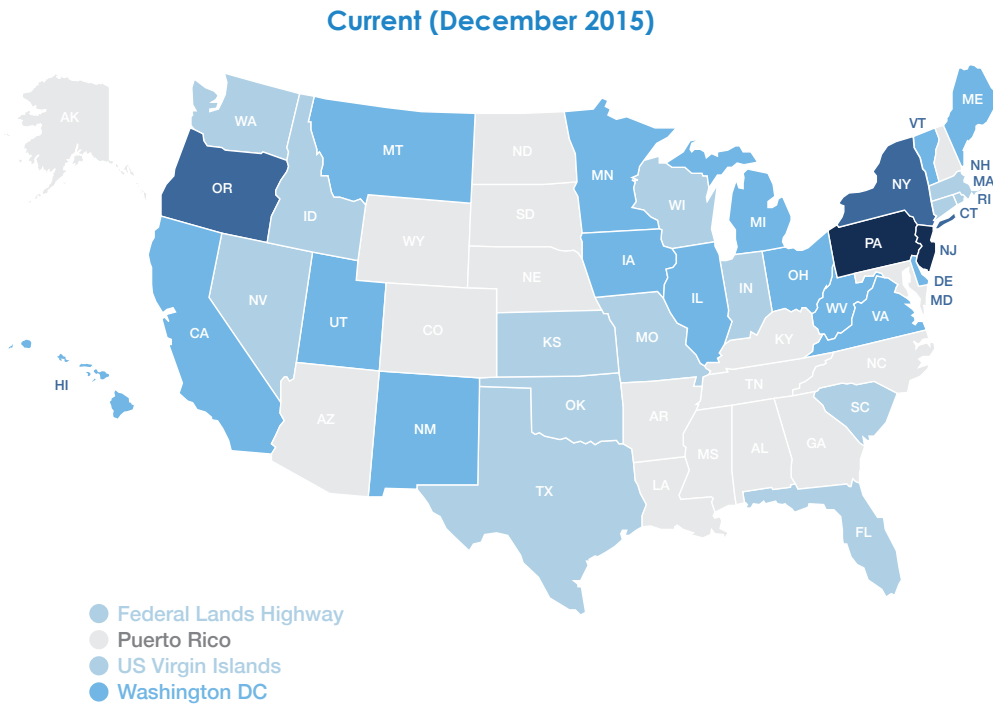 Current (December 2015)
AK
WA
MT
ND
MN
VT
ME
OR
ID
WY
SD
WI
MI
NY
NH
MA
RI
CT
NV
UT
CO
NE
IA
IL
IN
OH
PA
NJ
DE
MD
WV
VA
CA
KS
MO
KY
HI
AZ
NM
OK
AR
TN
NC
SC
MS
AL
GA
LA
TX
FL
Federal Lands Highway
Puerto Rico
US Virgin Islands
Washington DC